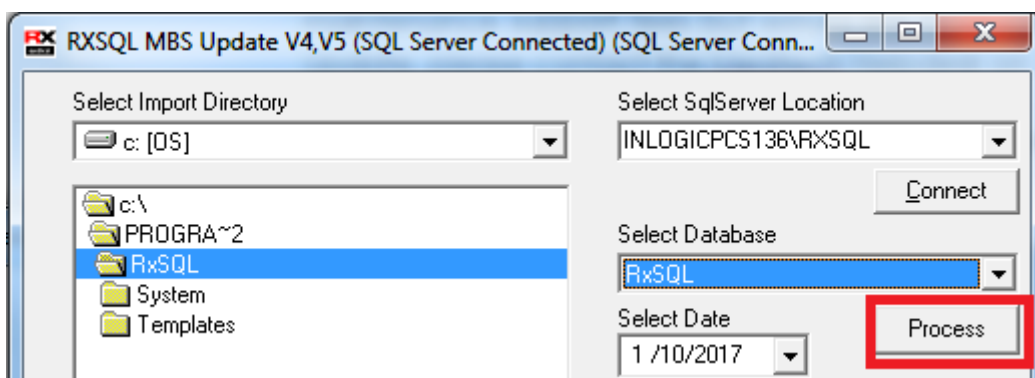 RX
RXSQL MBS Update V4,V5 (SQL Server Connected) (SQL Server Conn...
Select Import Directory
c: [OS]
c:\
PROGRA~2
RxSQL
System
Templates
Select SqlServer Location
INLOGICPCS136\RXSQL
Connect
Select Database
RxSQL
Select Date
1 /10/2017
Process